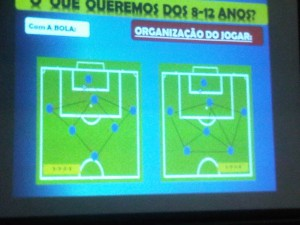 O QUE QUEREMOS DOS 8-12 ANOS?
Com A BOLA:
ORGANIZAÇÃO DO JOGAR: